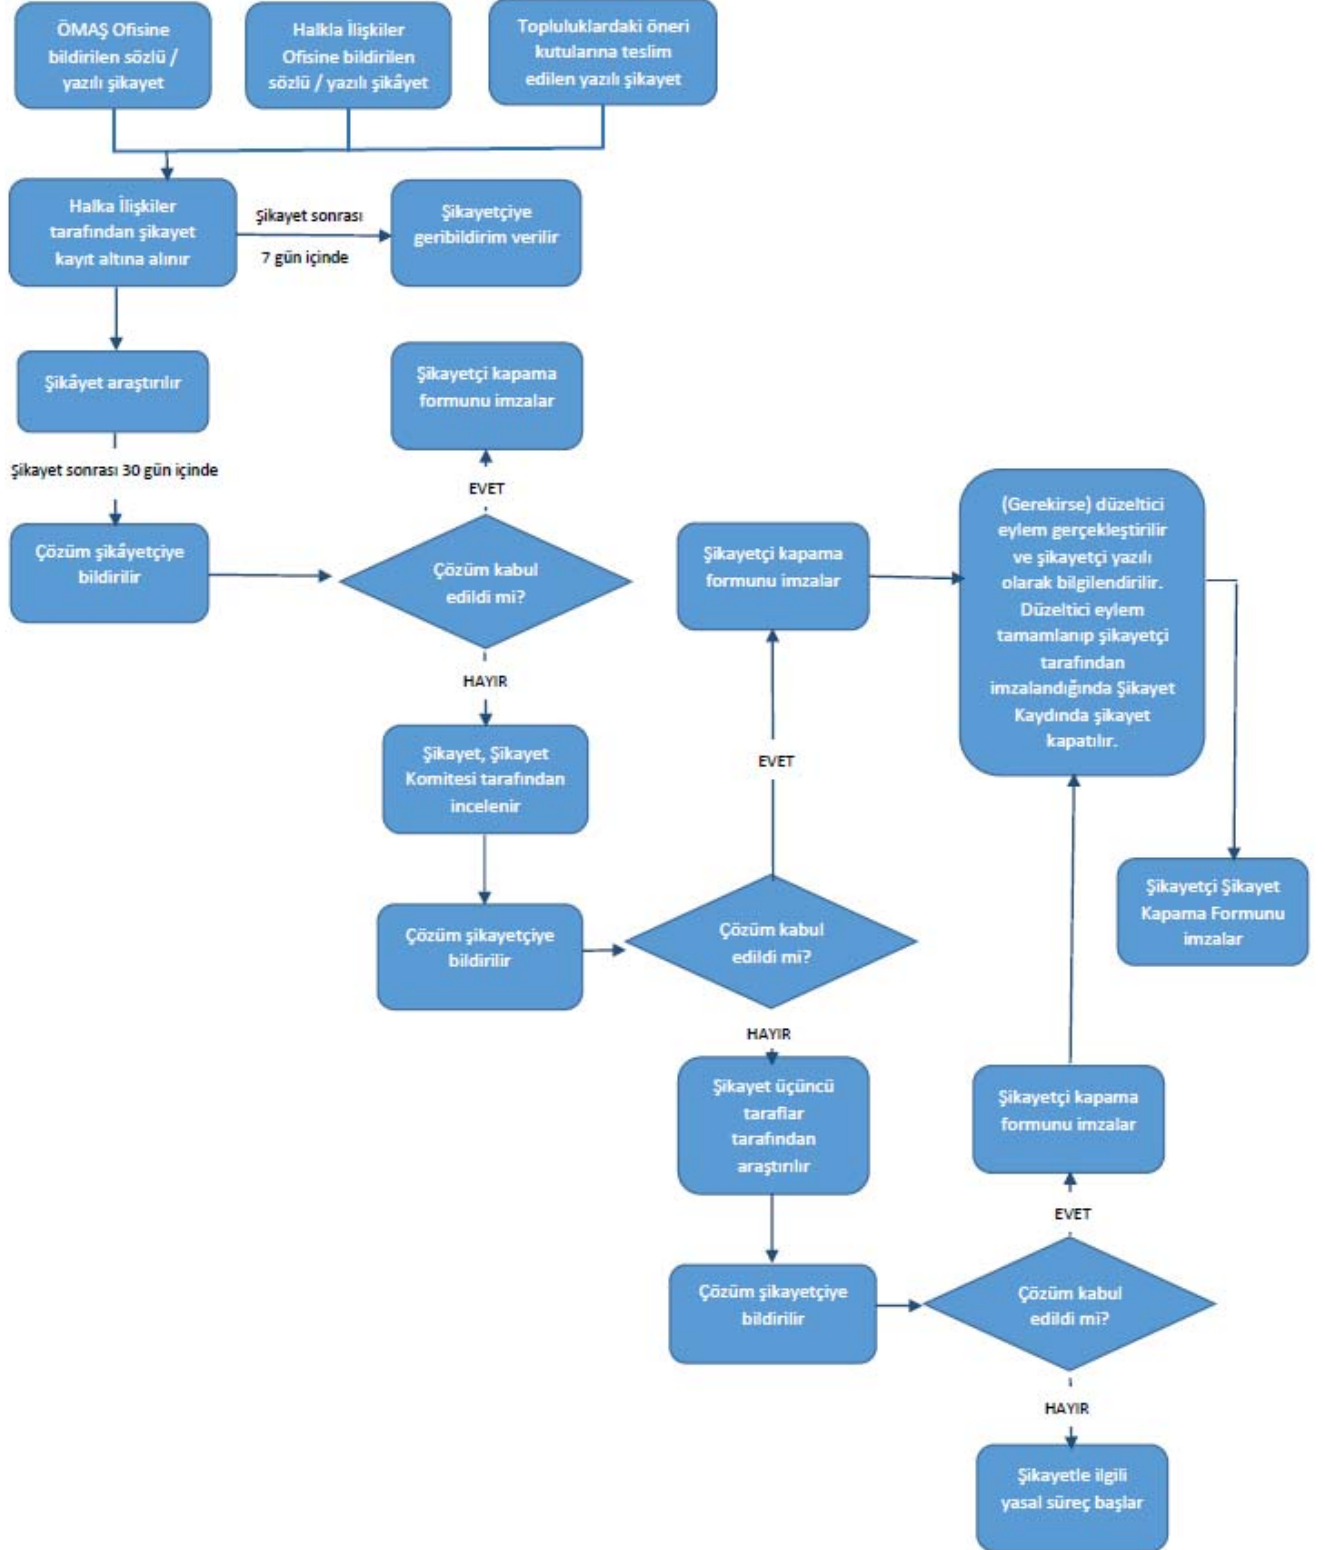 ÖMAŞ Ofisine
bildirilen sözlü /
yazılı şikayet
Halkla İlişkiler
Ofisine bildirilen
sözlü / yazılı şikâyet
Topluluklardaki öneri
kutularına teslim
edilen yazılı şikayet
Halka İlişkiler
tarafından şikayet
kayıt altına alınır
Şikayet sonrası
7 gün içinde
Şikayetçiye
geribildirim verilir
Şikâyet araştırılır
Şikayet sonrası 30 gün içinde
Çözüm şikâyetçiye
bildirilir
Şikayetçi kapama
formunu imzalar
EVET
Çözüm kabul
edildi mi?
HAYIR
Şikayet, Şikayet
Komitesi tarafından
incelenir
Çözüm şikayetçiye
bildirilir
Şikayetçi kapama
formunu imzalar
EVET
Çözüm kabul
edildi mi?
HAYIR
Şikayet üçüncü
taraflar
tarafından
araştırılır
Çözüm şikayetçiye
bildirilir
(Gerekirse) düzeltici
eylem gerçekleştirilir
ve şikayetçi yazılı
olarak bilgilendirilir.
Düzeltici eylem
tamamlanıp şikayetçi
tarafından
imzalandığında Şikayet
Kaydında şikayet
kapatılır.
Şikayetçi Şikayet
Kapama Formunu
imzalar
Şikayetçi kapama
formunu imzalar
EVET
Çözüm kabul
edildi mi?
HAYIR
Şikayetle ilgili
yasal süreç başlar